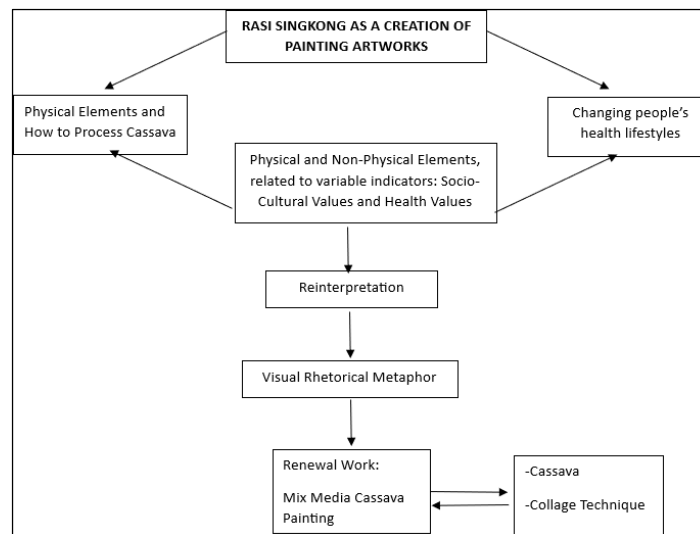 RASI SINGKONG AS A CREATION OF
PAINTING ARTWORKS
Physical Elements and
How to Process Cassava
Changing people's
health lifestyles
Physical and Non-Physical Elements,
related to variable indicators: Socio-
Cultural Values and Health Values
Reinterpretation
Visual Rhetorical Metaphor
Renewal Work:
Mix Media Cassava
Painting
-Cassava
-Collage Technique